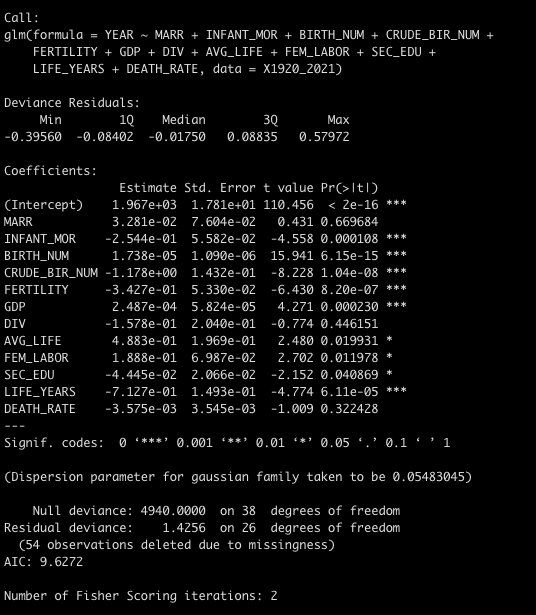 Call:
glm(formula = YEAR ~ MARR + INFANT_MOR + BIRTH_NUM + CRUDE_BIR_NUM +
    FERTILITY + GDP + DIV + AVG_LIFE + FEM_LABOR + SEC_EDU +
    LIFE_YEARS + DEATH_RATE, data = X1920_2021)

Deviance Residuals:
     Min        1Q    Median        3Q       Max
-0.39560  -0.08402  -0.01750   0.08835   0.57972

Coefficients:
                Estimate Std. Error t value Pr(>|t|)
(Intercept)    1.967e+03  1.781e+01 110.456  < 2e-16 ***
MARR           3.281e-02  7.604e-02   0.431 0.669684
INFANT_MOR    -2.544e-01  5.582e-02  -4.558 0.000108 ***
BIRTH_NUM      1.738e-05  1.090e-06  15.941 6.15e-15 ***
CRUDE_BIR_NUM -1.178e+00  1.432e-01  -8.228 1.04e-08 ***
FERTILITY     -3.427e-01  5.330e-02  -6.430 8.20e-07 ***
GDP            2.487e-04  5.824e-05   4.271 0.000230 ***
DIV           -1.578e-01  2.040e-01  -0.774 0.446151
AVG_LIFE       4.883e-01  1.969e-01   2.480 0.019931 *
FEM_LABOR      1.888e-01  6.987e-02   2.702 0.011978 *
SEC_EDU       -4.445e-02  2.066e-02  -2.152 0.040869 *
LIFE_YEARS    -7.127e-01  1.493e-01  -4.774 6.11e-05 ***
DEATH_RATE    -3.575e-03  3.545e-03  -1.009 0.322428
---
Signif. codes:  0 ‘***’ 0.001 ‘**’ 0.01 ‘*’ 0.05 ‘.’ 0.1 ‘ ’ 1

(Dispersion parameter for gaussian family taken to be 0.05483045)

    Null deviance: 4940.0000  on 38  degrees of freedom
Residual deviance:    1.4256  on 26  degrees of freedom
  (54 observations deleted due to missingness)
AIC: 9.6272

Number of Fisher Scoring iterations: 2